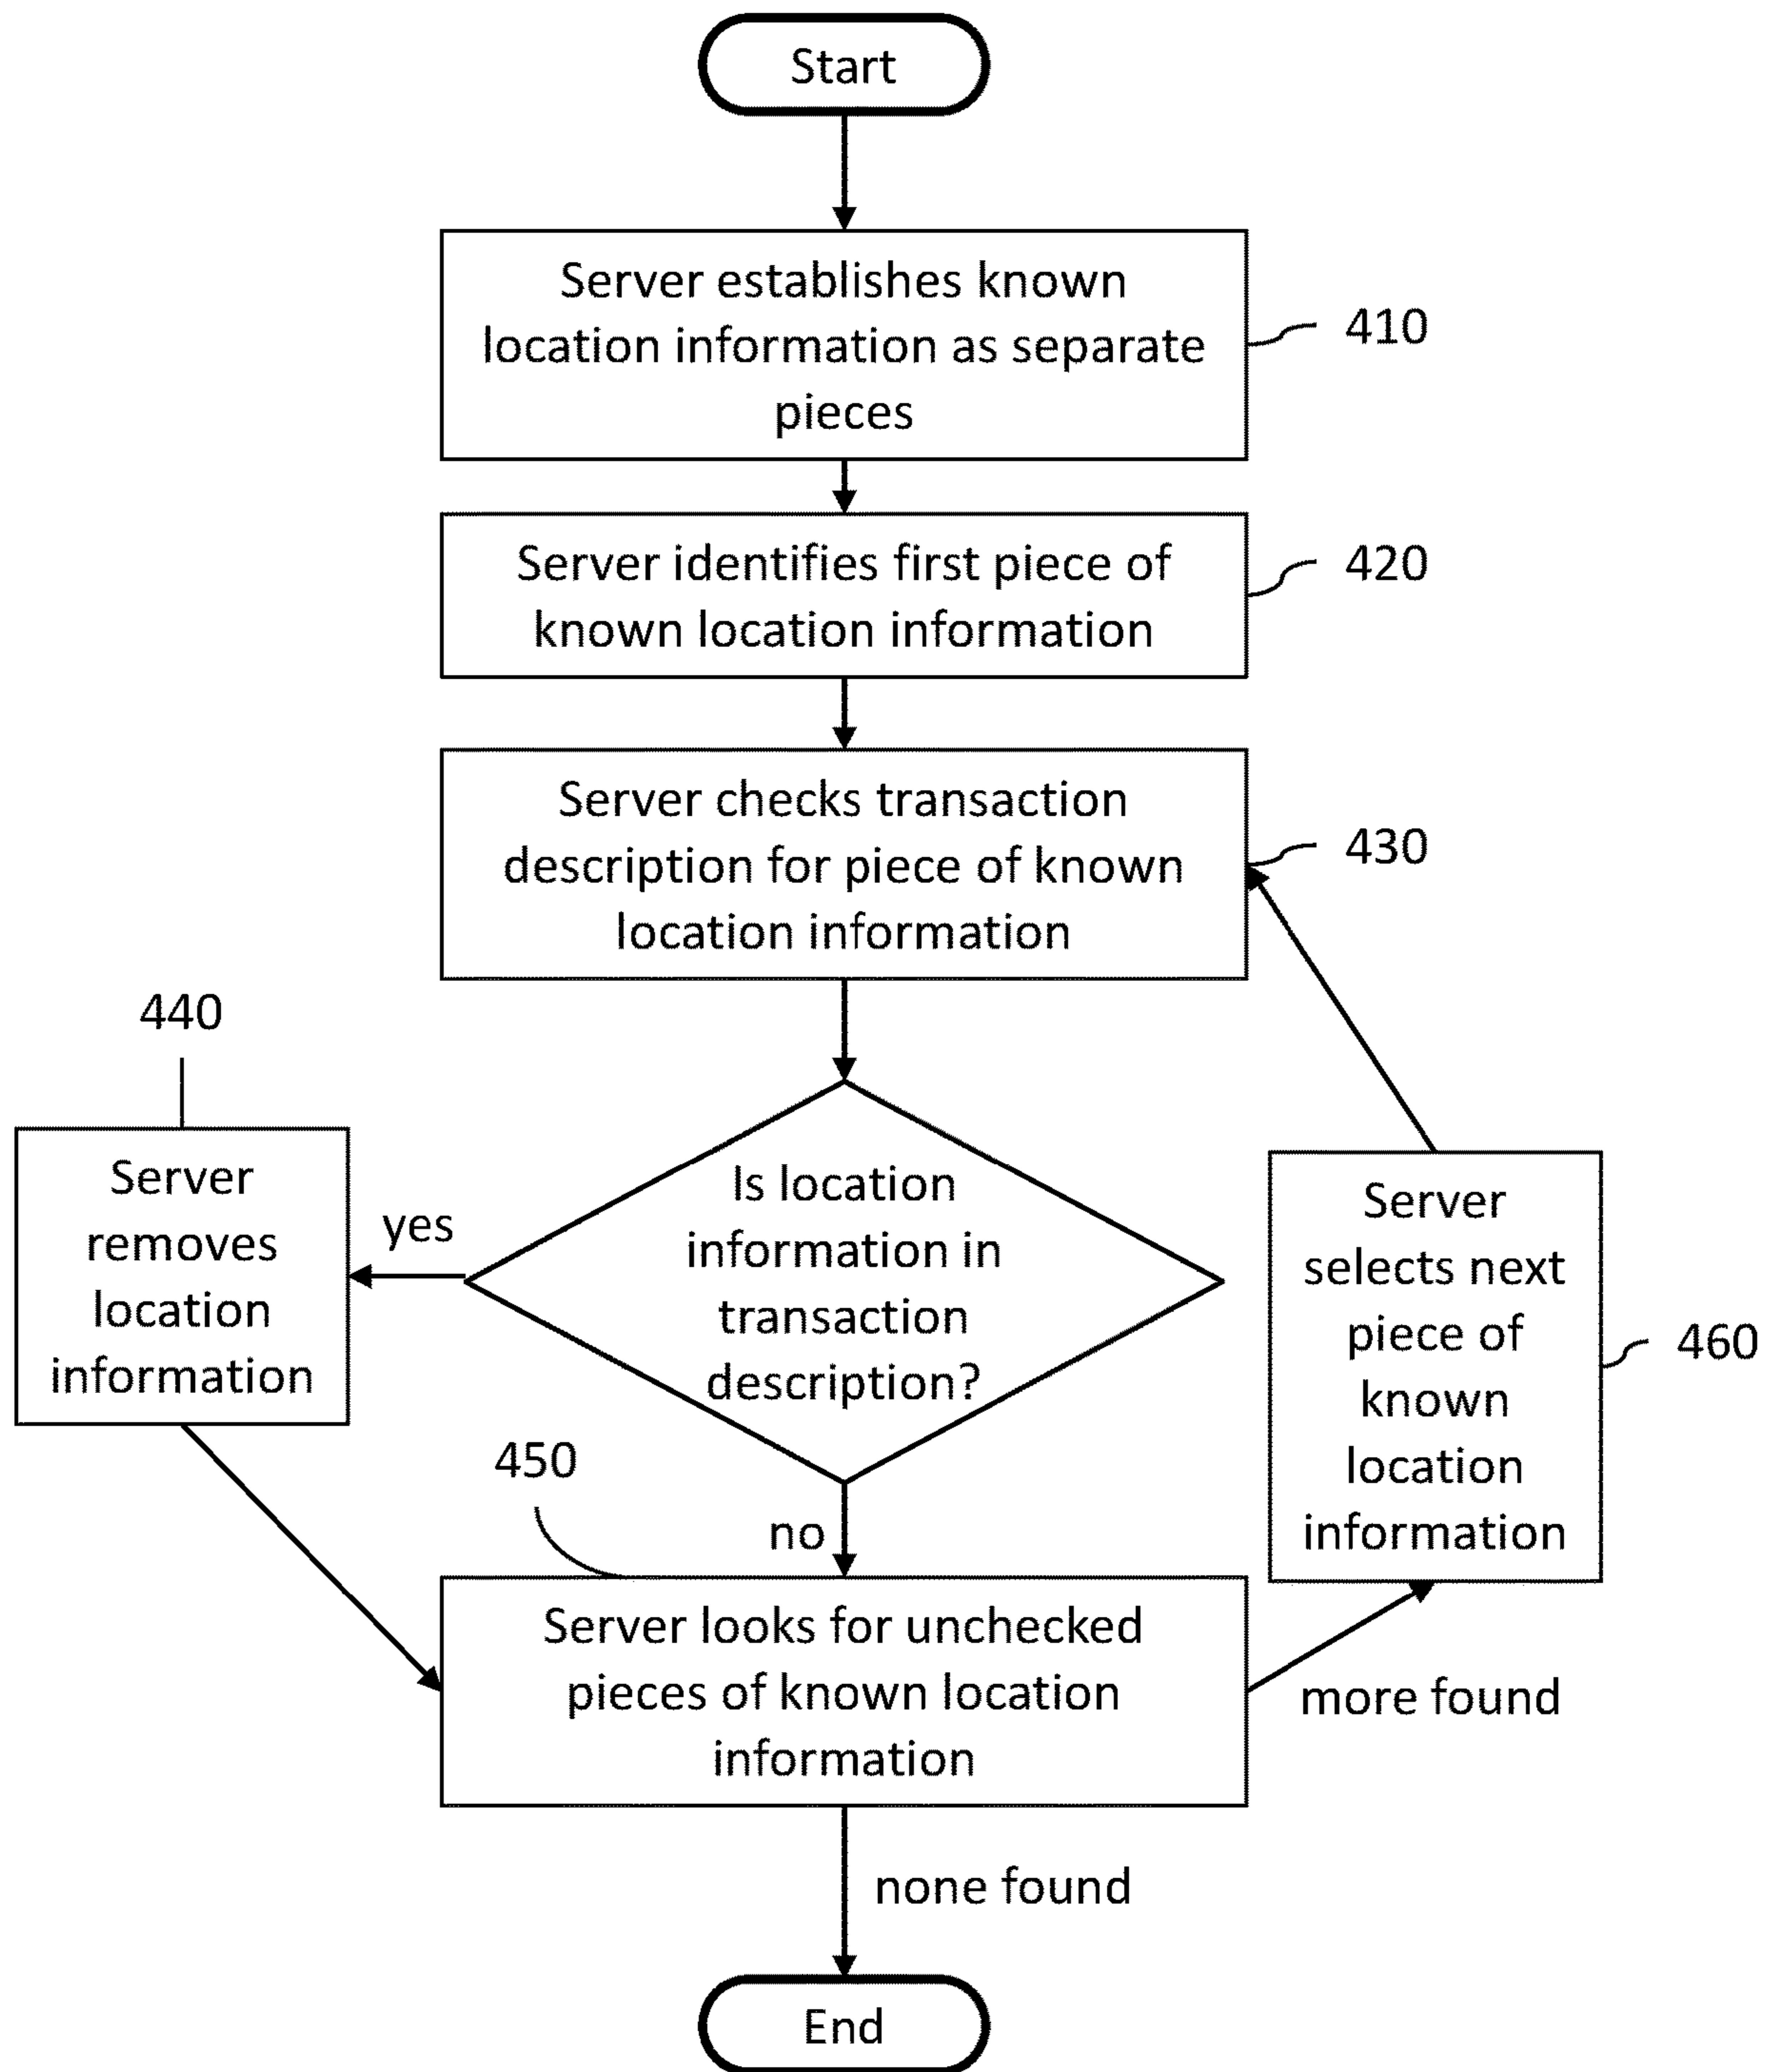 Start
Server establishes known
location information as separate
pieces
410
Server identifies first piece of
known location information
420
Server checks transaction
description for piece of known
location information
430
440
Server
removes
location
information
yes
Is location
information in
transaction
description?
Server
selects next
piece of
known
location
information
460
450
no
Server looks for unchecked
pieces of known location
information
more found
none found
End